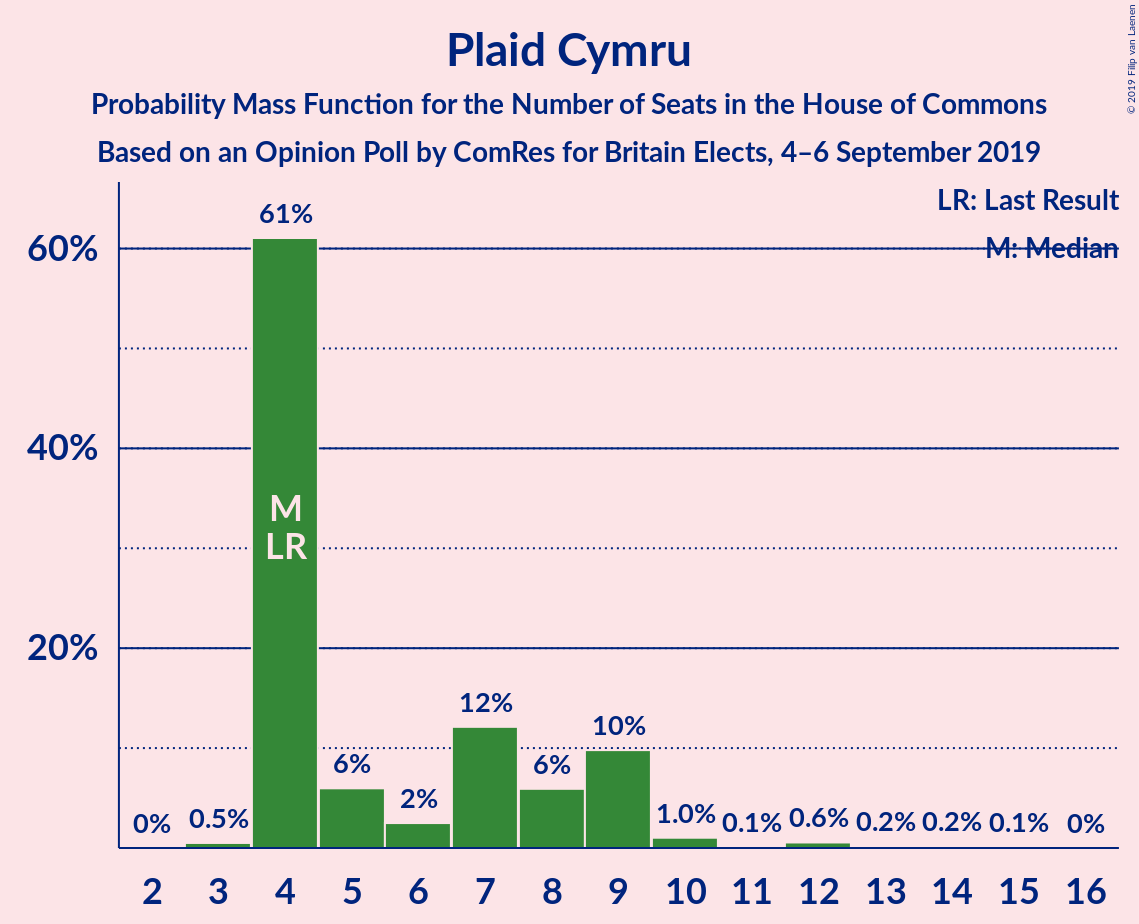 Plaid Cymru
Probability Mass Function for the Number of Seats in the House of Commons
Based on an Opinion Poll by ComRes for Britain Elects, 4–6 September 2019
© 2019 Filip van Laenen
LR: Last Result
M: Median
60%
40%
20%
0%
0.5%
61%
6%
2%
12%
6%
10%
1.0%
0.1%
0.6%
0.2%
0.2%
0.1%
0%
M
LR
2 3 4 5 6 7 8 9 10 11 12 13 14 15 16